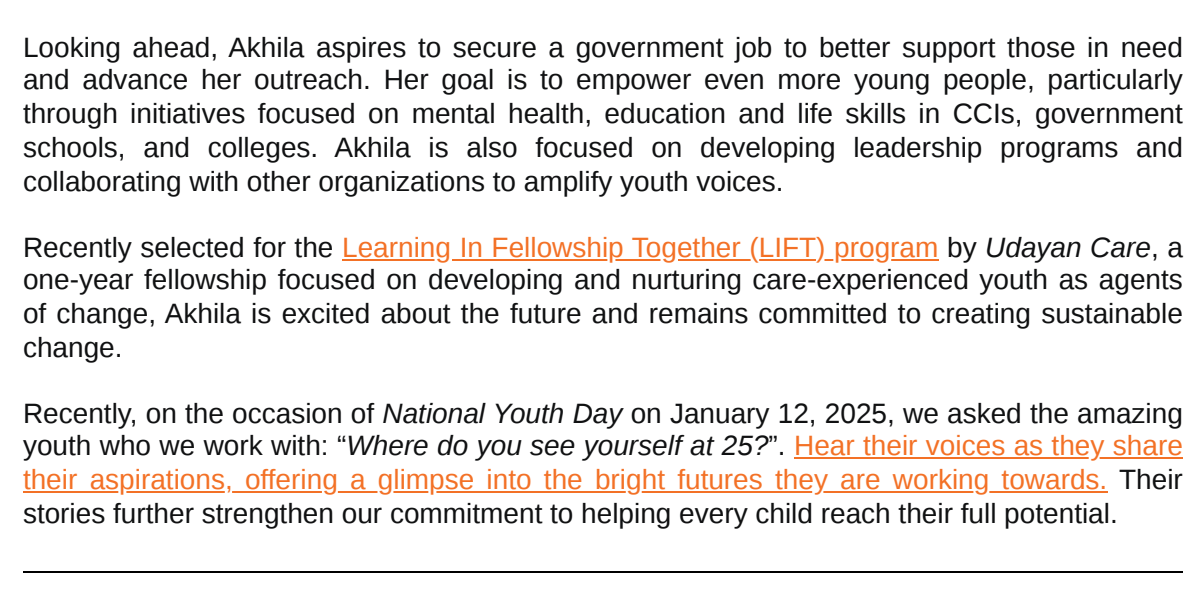 Looking ahead, Akhila aspires to secure a government job to better support those in need
and advance her outreach. Her goal is to empower even more young people, particularly
through initiatives focused on mental health, education and life skills in CCIs, government
schools, and colleges. Akhila is also focused on developing leadership programs and
collaborating with other organizations to amplify youth voices.
Recently selected for the Learning In Fellowship Together (LIFT) program by Udayan Care, a
one-year fellowship focused on developing and nurturing care-experienced youth as agents
of change, Akhila is excited about the future and remains committed to creating sustainable
change.
Recently, on the occasion of National Youth Day on January 12, 2025, we asked the amazing
youth who we work with: “Where do you see yourself at 25?”. Hear their voices as they share
their aspirations, offering a glimpse into the bright futures they are working towards. Their
stories further strengthen our commitment to helping every child reach their full potential.